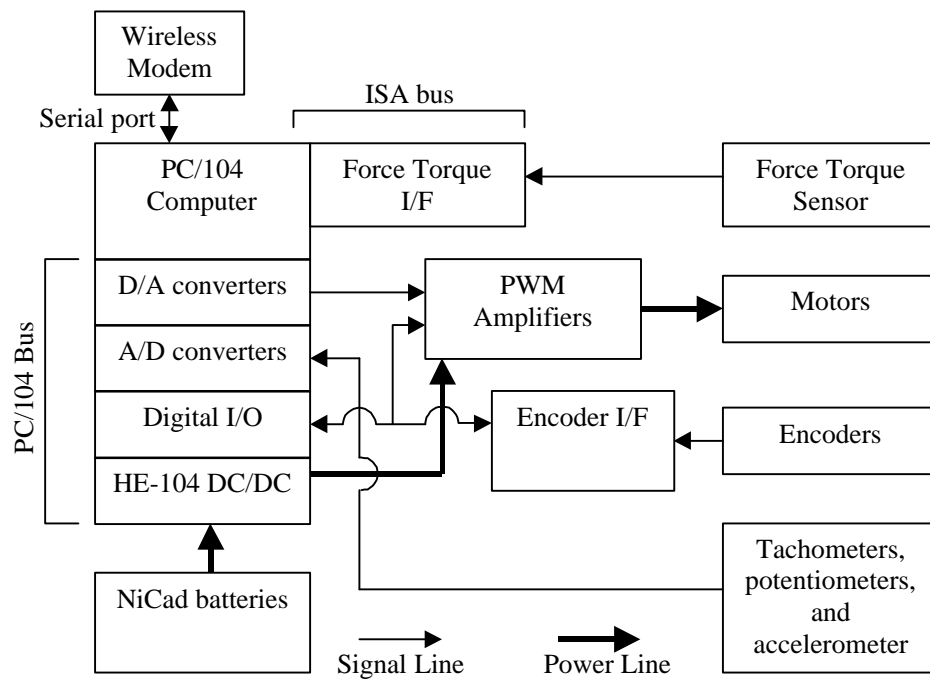 Wireless
Modem
Serial port
ISA bus
PC/104
Computer
Force Torque
I/F
Force Torque
Sensor
PC/104 Bus
D/A converters
PWM
Amplifiers
Motors
A/D converters
Digital I/O
Encoder I/F
Encoders
HE-104 DC/DC
NiCad batteries
Tachometers,
potentiometers,
and
accelerometer
Signal Line
Power Line